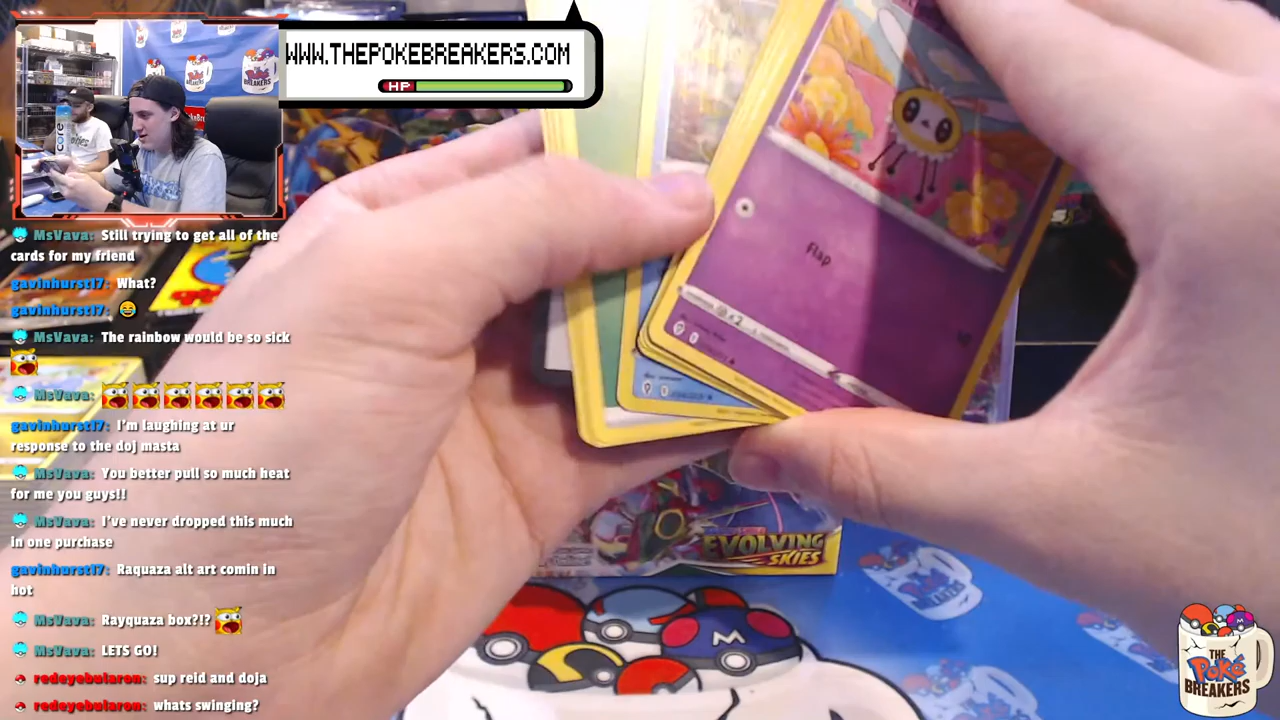 WWW.THEPOKEBREAKERS.COM
HP
MsVava: Still trying to get all of the
cards for my friend
gavinhurst17: What?
gavinhurst17: 😂
MsVava: The rainbow would be so sick
MsVava:
gavinhurst17: I'm laughing at ur
response to the doj masta
MsVava: You better pull so much heat
for me you guys!!
MsVava: I've never dropped this much
in one purchase
gavinhurst17: Raquaza alt art comin in
hot
MsVava: Rayquaza box?!?
MsVava: LETS GO!
redeyebularon: sup reid and doja
redeyebularon: whats swinging?
Flap
EVOLVING
SKIES
M
THE
Poké
BREAKERS